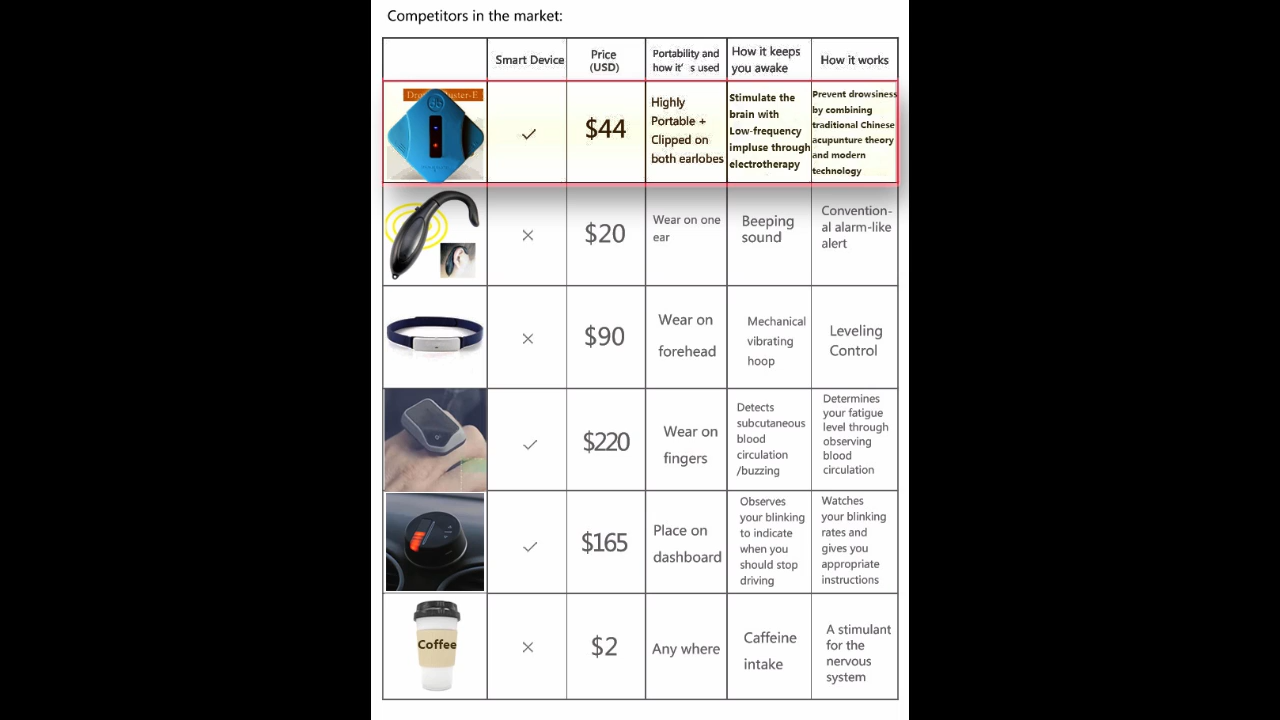 Competitors in the market:
Smart Device
Price
(USD)
Portability and
how it's used
How it keeps
you awake
How it works
$44
Highly
Portable +
Clipped on
both earlobes
Stimulate the
brain with
Low-frequency
impluse through
electrotherapy
Prevent drowsiness
by combining
traditional Chinese
acupunture theory
and modern
technology
$20
Wear on one
ear
Beeping
sound
Convention-
al alarm-like
alert
$90
Wear on
forehead
Mechanical
vibrating
hoop
Leveling
Control
$220
Wear on
fingers
Detects
subcutaneous
blood
circulation
/buzzing
Determines
your fatigue
level through
observing
blood
circulation
$165
Place on
dashboard
Observes
your blinking
to indicate
when you
should stop
driving
Watches
your blinking
rates and
gives you
appropriate
instructions
Coffee
$2
Any where
Caffeine
intake
A stimulant
for the
nervous
system